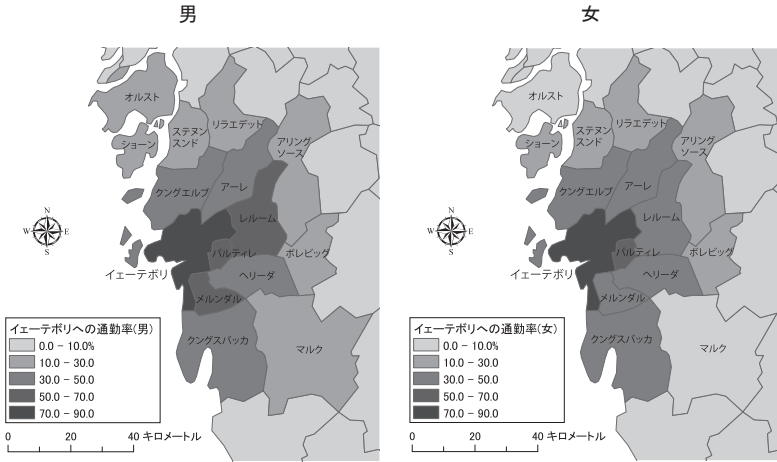 男
オルスト
ショーン
ステヌン
スンド
リラエデット
アリング
ソース
クングエルブ
アーレ
レルーム
パルティレ
ボレビッグ
イェーテボリ
ヘリーダ
メルンダル
クングスバッカ
マルク
N
W E
S
イェーテボリへの通勤率(男)
0.0 – 10.0%
10.0 – 30.0
30.0 – 50.0
50.0 – 70.0
70.0 – 90.0
0 20 40 キロメートル
女
オルスト
ショーン
ステヌン
スンド
リラエデット
アリング
ソース
クングエルブ
アーレ
レルーム
パルティレ
ボレビッグ
イェーテボリ
ヘリーダ
メルンダル
クングスバッカ
マルク
N
W E
S
イェーテボリへの通勤率(女)
0.0 – 10.0%
10.0 – 30.0
30.0 – 50.0
50.0 – 70.0
70.0 – 90.0
0 20 40 キロメートル